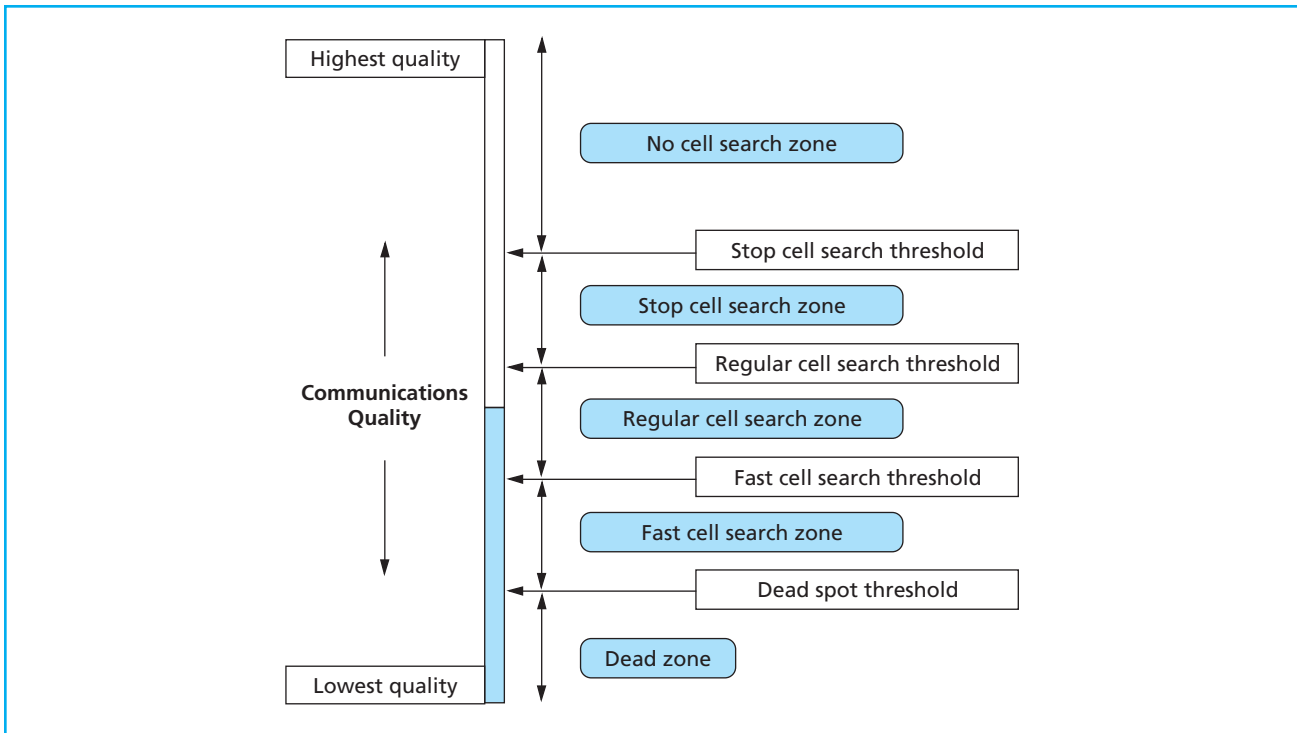 Highest quality
No cell search zone
Stop cell search threshold
Stop cell search zone
Regular cell search threshold
Communications
Quality
Regular cell search zone
Fast cell search threshold
Fast cell search zone
Dead spot threshold
Dead zone
Lowest quality